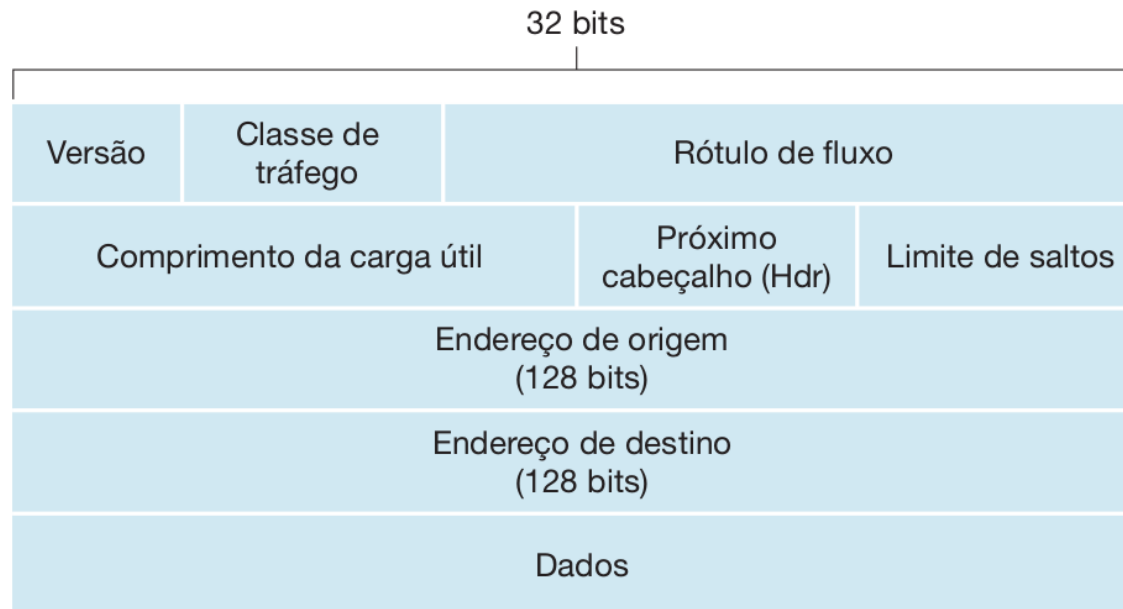 32 bits
Versão
Classe de
tráfego
Rótulo de fluxo
Comprimento da carga útil
Próximo
cabeçalho (Hdr)
Limite de saltos
Endereço de origem
(128 bits)
Endereço de destino
(128 bits)
Dados